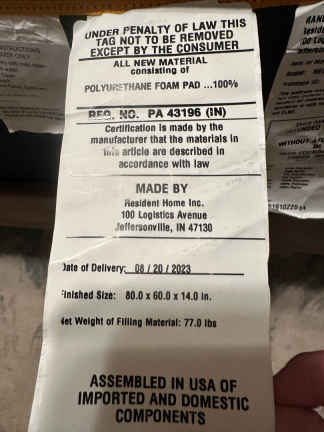 UNDER PENALTY OF LAW THIS
TAG NOT TO BE REMOVED
EXCEPT BY THE CONSUMER
ALL NEW MATERIAL
consisting of
POLYURETHANE FOAM PAD ...100%
REG. NO. PA 43196 (IN)
Certification is made by the
manufacturer that the materials in
this article are described in
accordance with law
MADE BY
Resident Home Inc.
100 Logistics Avenue
Jeffersonville, IN 47130
Date of Delivery: 08 / 20 / 2023
Finished Size: 80.0 x 60.0 x 14.0 in.
Net Weight of Filling Material: 77.0 lbs
ASSEMBLED IN USA OF
IMPORTED AND DOMESTIC
COMPONENTS